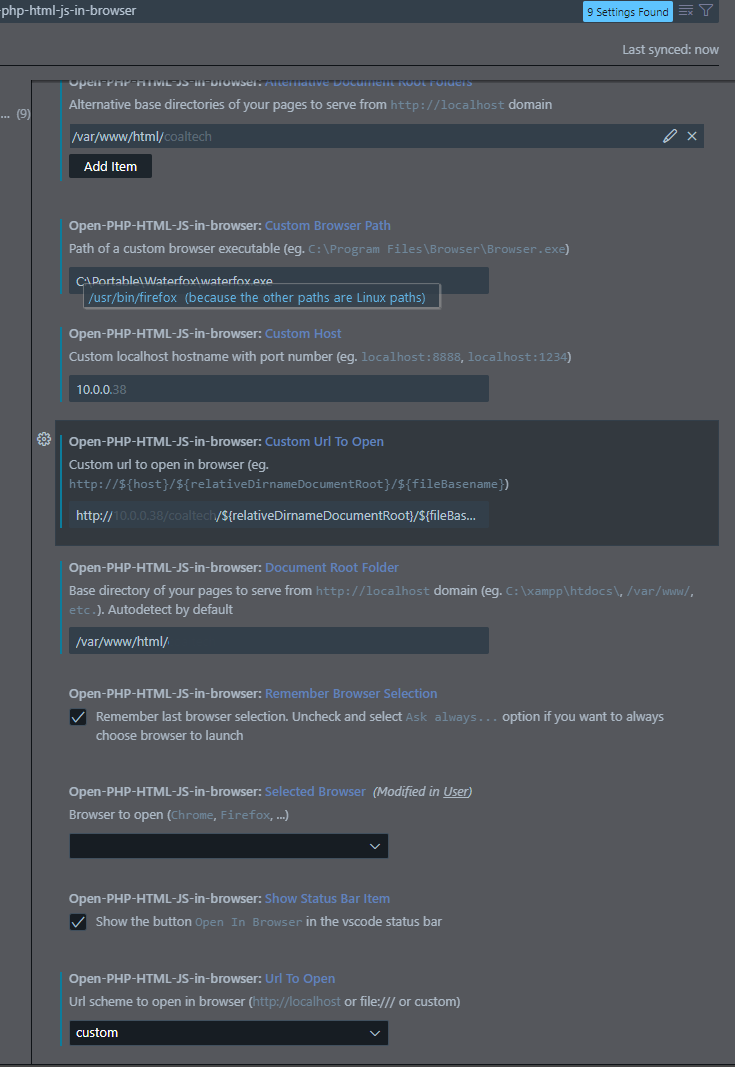 -php-html-js-in-browser
9 Settings Found
Last synced: now
Open-PHP-HTML-JS-in-browser: Alternative Document Root Folders
... (9)
Alternative base directories of your pages to serve from http://localhost domain
/var/www/html/coaltech
Add Item
Open-PHP-HTML-JS-in-browser: Custom Browser Path
Path of a custom browser executable (eg. C:\Program Files\Browser\Browser.exe)
C:\Portable\Waterfox\waterfox.exe
/usr/bin/firefox (because the other paths are Linux paths)
Open-PHP-HTML-JS-in-browser: Custom Host
Custom localhost hostname with port number (eg. localhost:8888, localhost:1234)
10.0.0.38
Open-PHP-HTML-JS-in-browser: Custom Url To Open
Custom url to open in browser (eg.
http://${host}/${relativeDirnameDocumentRoot}/${fileBasename})
http://10.0.0.38/coaltech/${relativeDirnameDocumentRoot}/${fileBas...
Open-PHP-HTML-JS-in-browser: Document Root Folder
Base directory of your pages to serve from http://localhost domain (eg. C:\xampp\htdocs\, /var/www/,
etc.). Autodetect by default
/var/www/html/
Open-PHP-HTML-JS-in-browser: Remember Browser Selection
Remember last browser selection. Uncheck and select Ask always... option if you want to always
choose browser to launch
Open-PHP-HTML-JS-in-browser: Selected Browser (Modified in User)
Browser to open (Chrome, Firefox, ...)
Open-PHP-HTML-JS-in-browser: Show Status Bar Item
Show the button Open In Browser in the vscode status bar
Open-PHP-HTML-JS-in-browser: Url To Open
Url scheme to open in browser (http://localhost or file:/// or custom)
custom